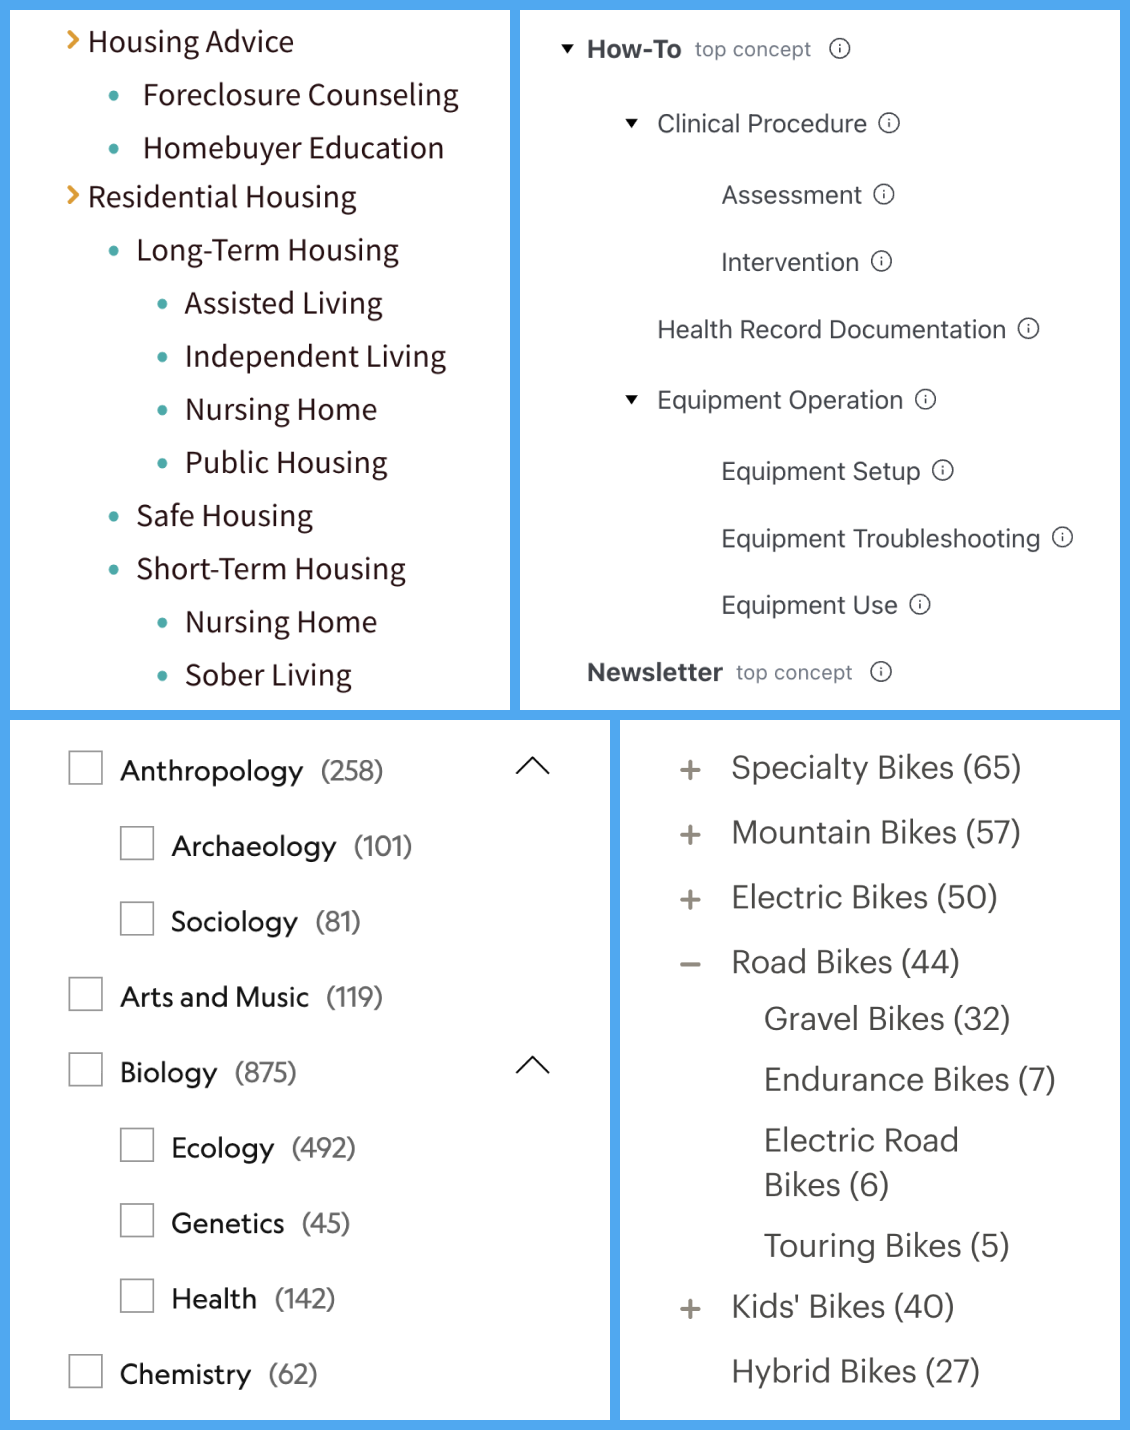 Housing Advice
Foreclosure Counseling
Homebuyer Education
Residential Housing
Long-Term Housing
Assisted Living
Independent Living
Nursing Home
Public Housing
Safe Housing
Short-Term Housing
Nursing Home
Sober Living
How-To top concept
Clinical Procedure
Assessment
Intervention
Health Record Documentation
Equipment Operation
Equipment Setup
Equipment Troubleshooting
Equipment Use
Newsletter top concept
Anthropology (258)
Archaeology (101)
Sociology (81)
Arts and Music (119)
Biology (875)
Ecology (492)
Genetics (45)
Health (142)
Chemistry (62)
+ Specialty Bikes (65)
+ Mountain Bikes (57)
+ Electric Bikes (50)
− Road Bikes (44)
Gravel Bikes (32)
Endurance Bikes (7)
Electric Road
Bikes (6)
Touring Bikes (5)
+ Kids' Bikes (40)
Hybrid Bikes (27)